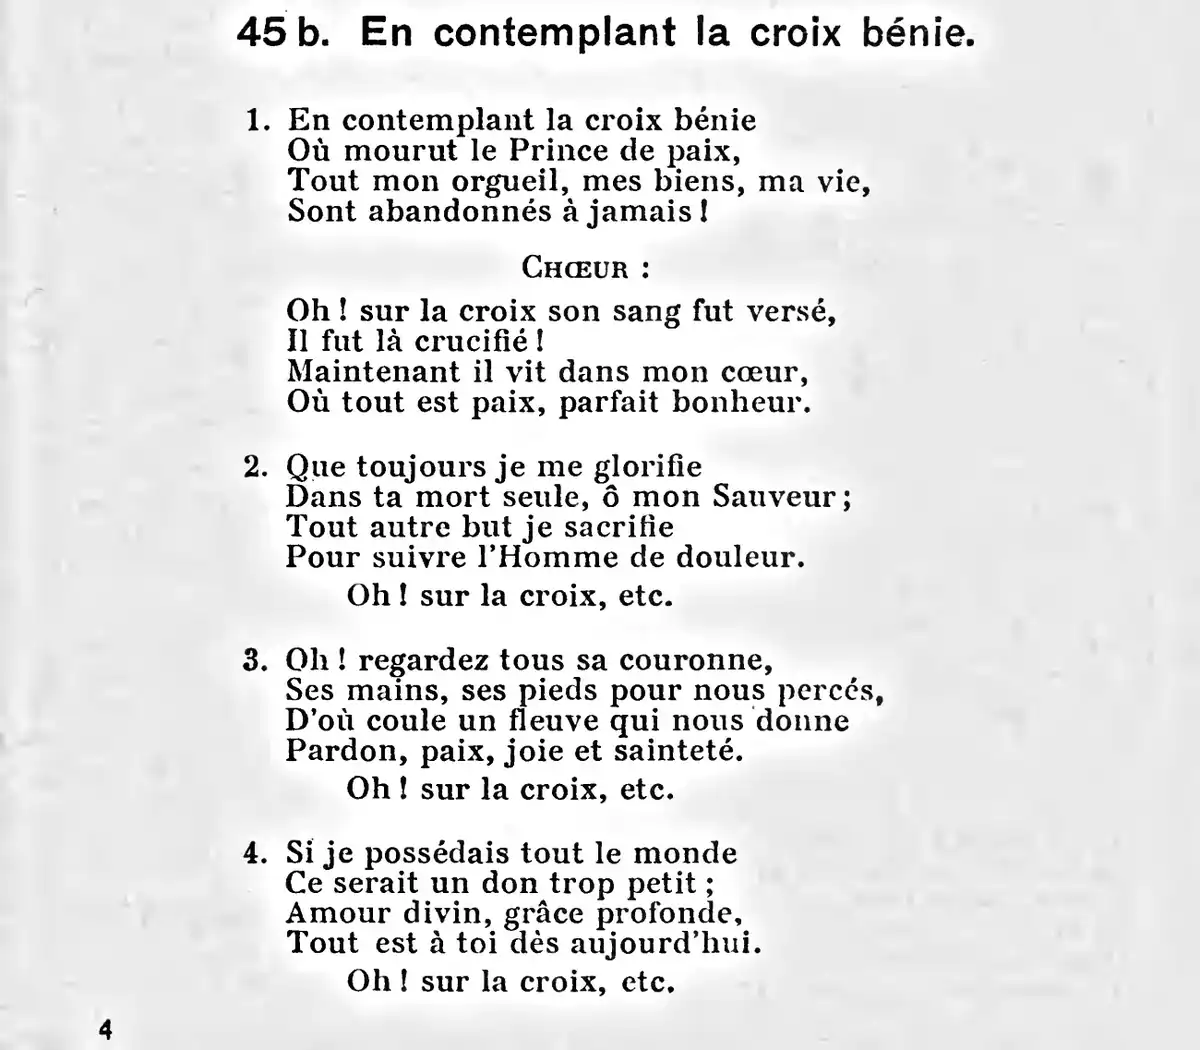 45 b. En contemplant la croix bénie.
1. En contemplant la croix bénie
Où mourut le Prince de paix,
Tout mon orgueil, mes biens, ma vie,
Sont abandonnés à jamais !
CHŒUR :
Oh ! sur la croix son sang fut versé,
Il fut là crucifié !
Maintenant il vit dans mon cœur,
Où tout est paix, parfait bonheur.
2. Que toujours je me glorifie
Dans ta mort seule, ô mon Sauveur ;
Tout autre but je sacrifie
Pour suivre l'Homme de douleur.
Oh ! sur la croix, etc.
3. Oh ! regardez tous sa couronne,
Ses mains, ses pieds pour nous percés,
D'où coule un fleuve qui nous donne
Pardon, paix, joie et sainteté.
Oh ! sur la croix, etc.
4. Si je possédais tout le monde
Ce serait un don trop petit ;
Amour divin, grâce profonde,
Tout est à toi dès aujourd'hui.
Oh ! sur la croix, etc.
4